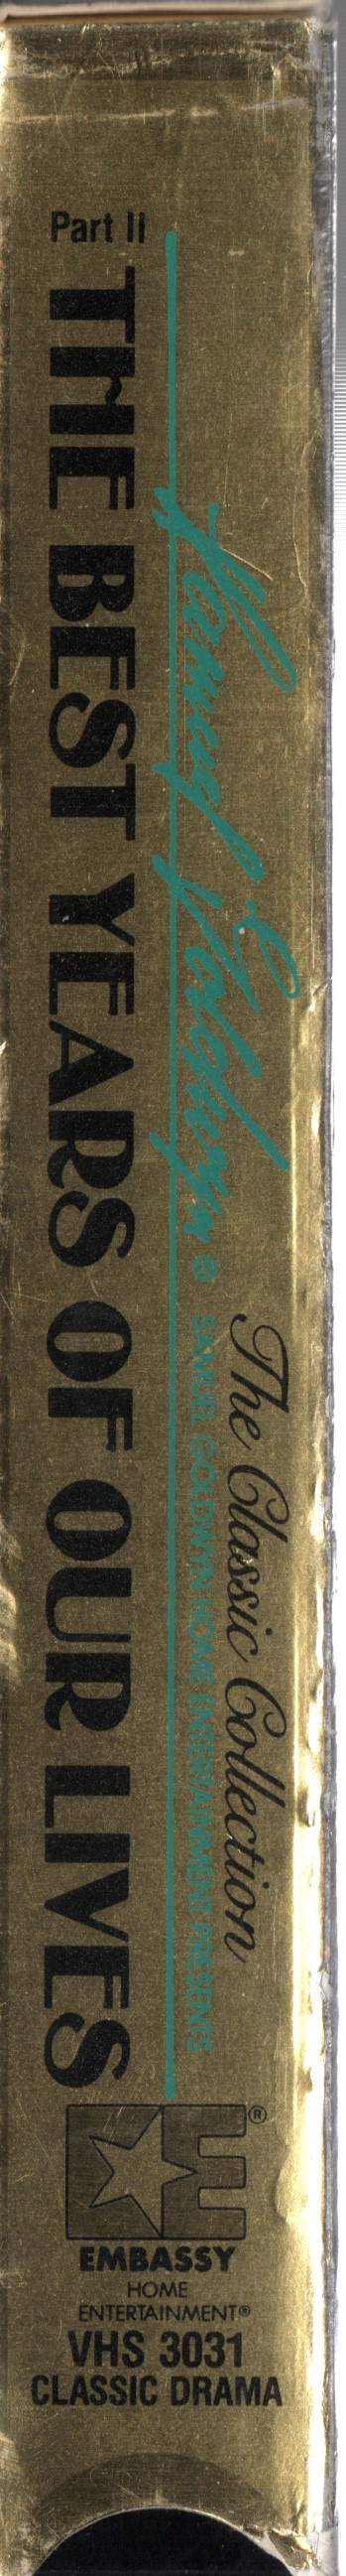 Part II
THE BEST YEARS OF OUR LIVES
Samuel Goldwyn ®
The Classic Collection
SAMUEL GOLDWYN HOME ENTERTAINMENT PRESENTS
®
EMBASSY
HOME
ENTERTAINMENT®
VHS 3031
CLASSIC DRAMA